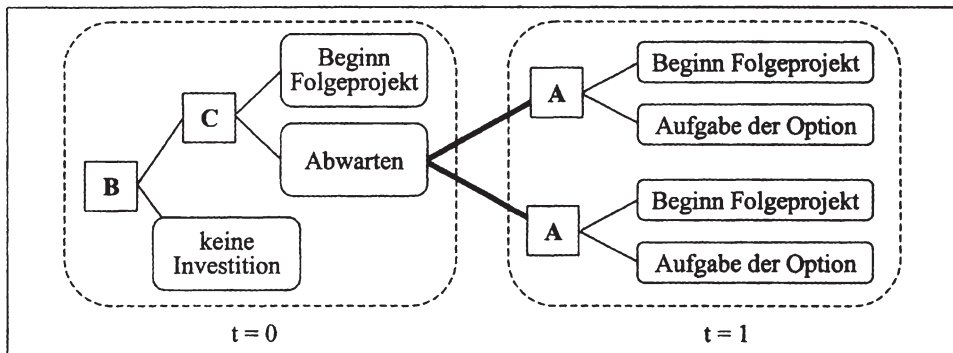 Beginn
Folgeprojekt
C
Abwarten
B
keine
Investition
t = 0
A
Beginn Folgeprojekt
Aufgabe der Option
A
Beginn Folgeprojekt
Aufgabe der Option
t = 1